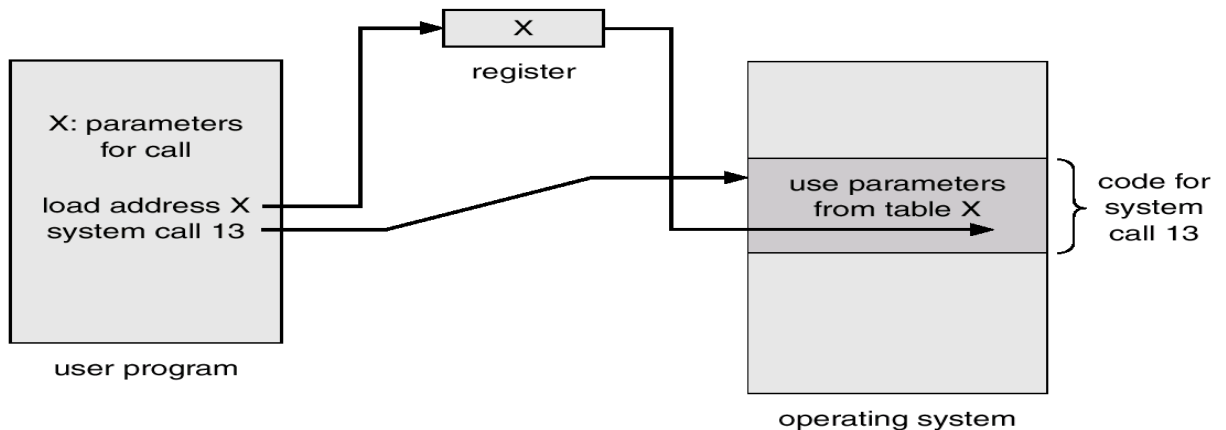 X
register
X: parameters
for call
load address X
system call 13
user program
use parameters
from table X
code for
system
call 13
operating system